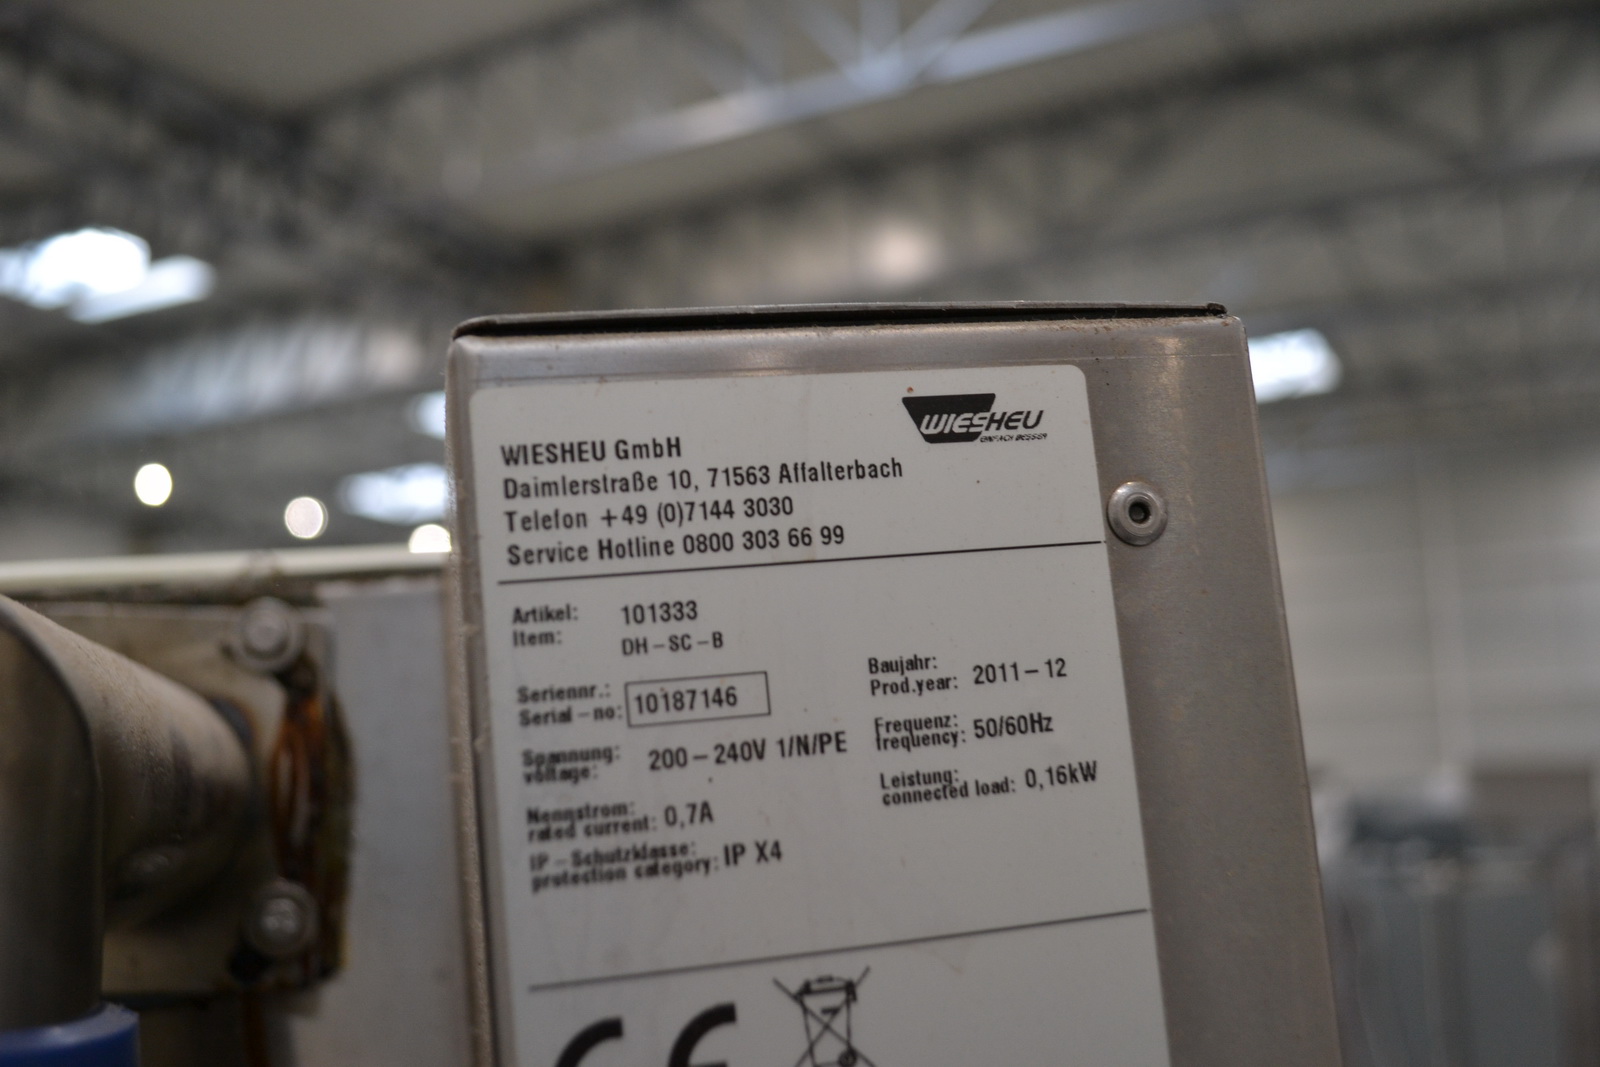 WIESHEU
EINFACH BESSER
WIESHEU GmbH
Daimlerstraße 10, 71563 Affalterbach
Telefon +49 (0)7144 3030
Service Hotline 0800 303 66 99
Artikel: 101333
Item: DH-SC-B
Seriennr.:
Serial-no: 10187146
Baujahr:
Prod.year: 2011-12
Spannung:
voltage: 200-240V 1/N/PE
Frequenz:
frequency: 50/60Hz
Nennstrom:
rated current: 0,7A
Leistung:
connected load: 0,16kW
IP-Schutzklasse:
protection category: IP X4
CE